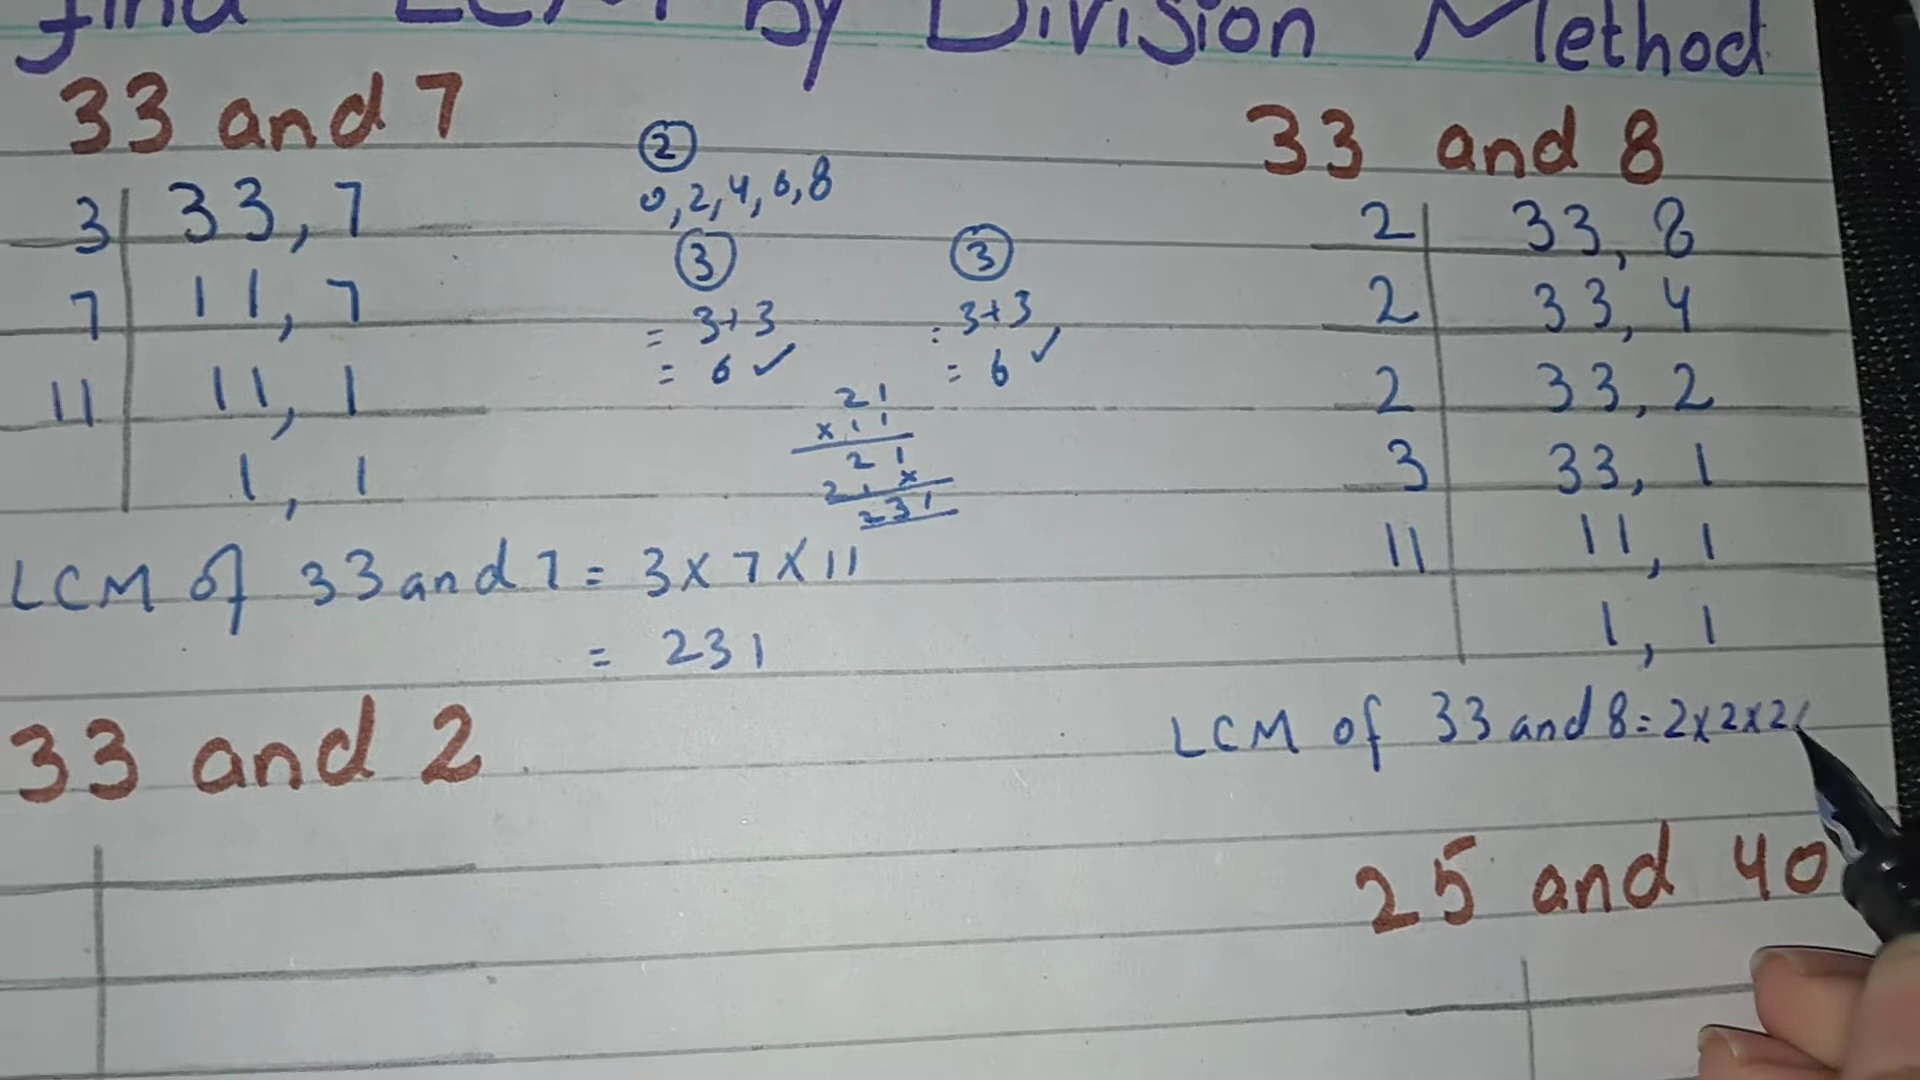 find LCM by Division Method
33 and 7
3 | 33, 7
7 | 11, 7
11 | 11, 1
1, 1
2
0, 2, 4, 6, 8
3
= 3+3
= 6 ✓
3
: 3+3
= 6 ✓
21
x 11
21
21x
231
LCM of 33 and 7 = 3 x 7 x 11
= 231
33 and 8
2 | 33, 8
2 | 33, 4
2 | 33, 2
3 | 33, 1
11 | 11, 1
1, 1
LCM of 33 and 8 = 2x2x2
33 and 2
25 and 40